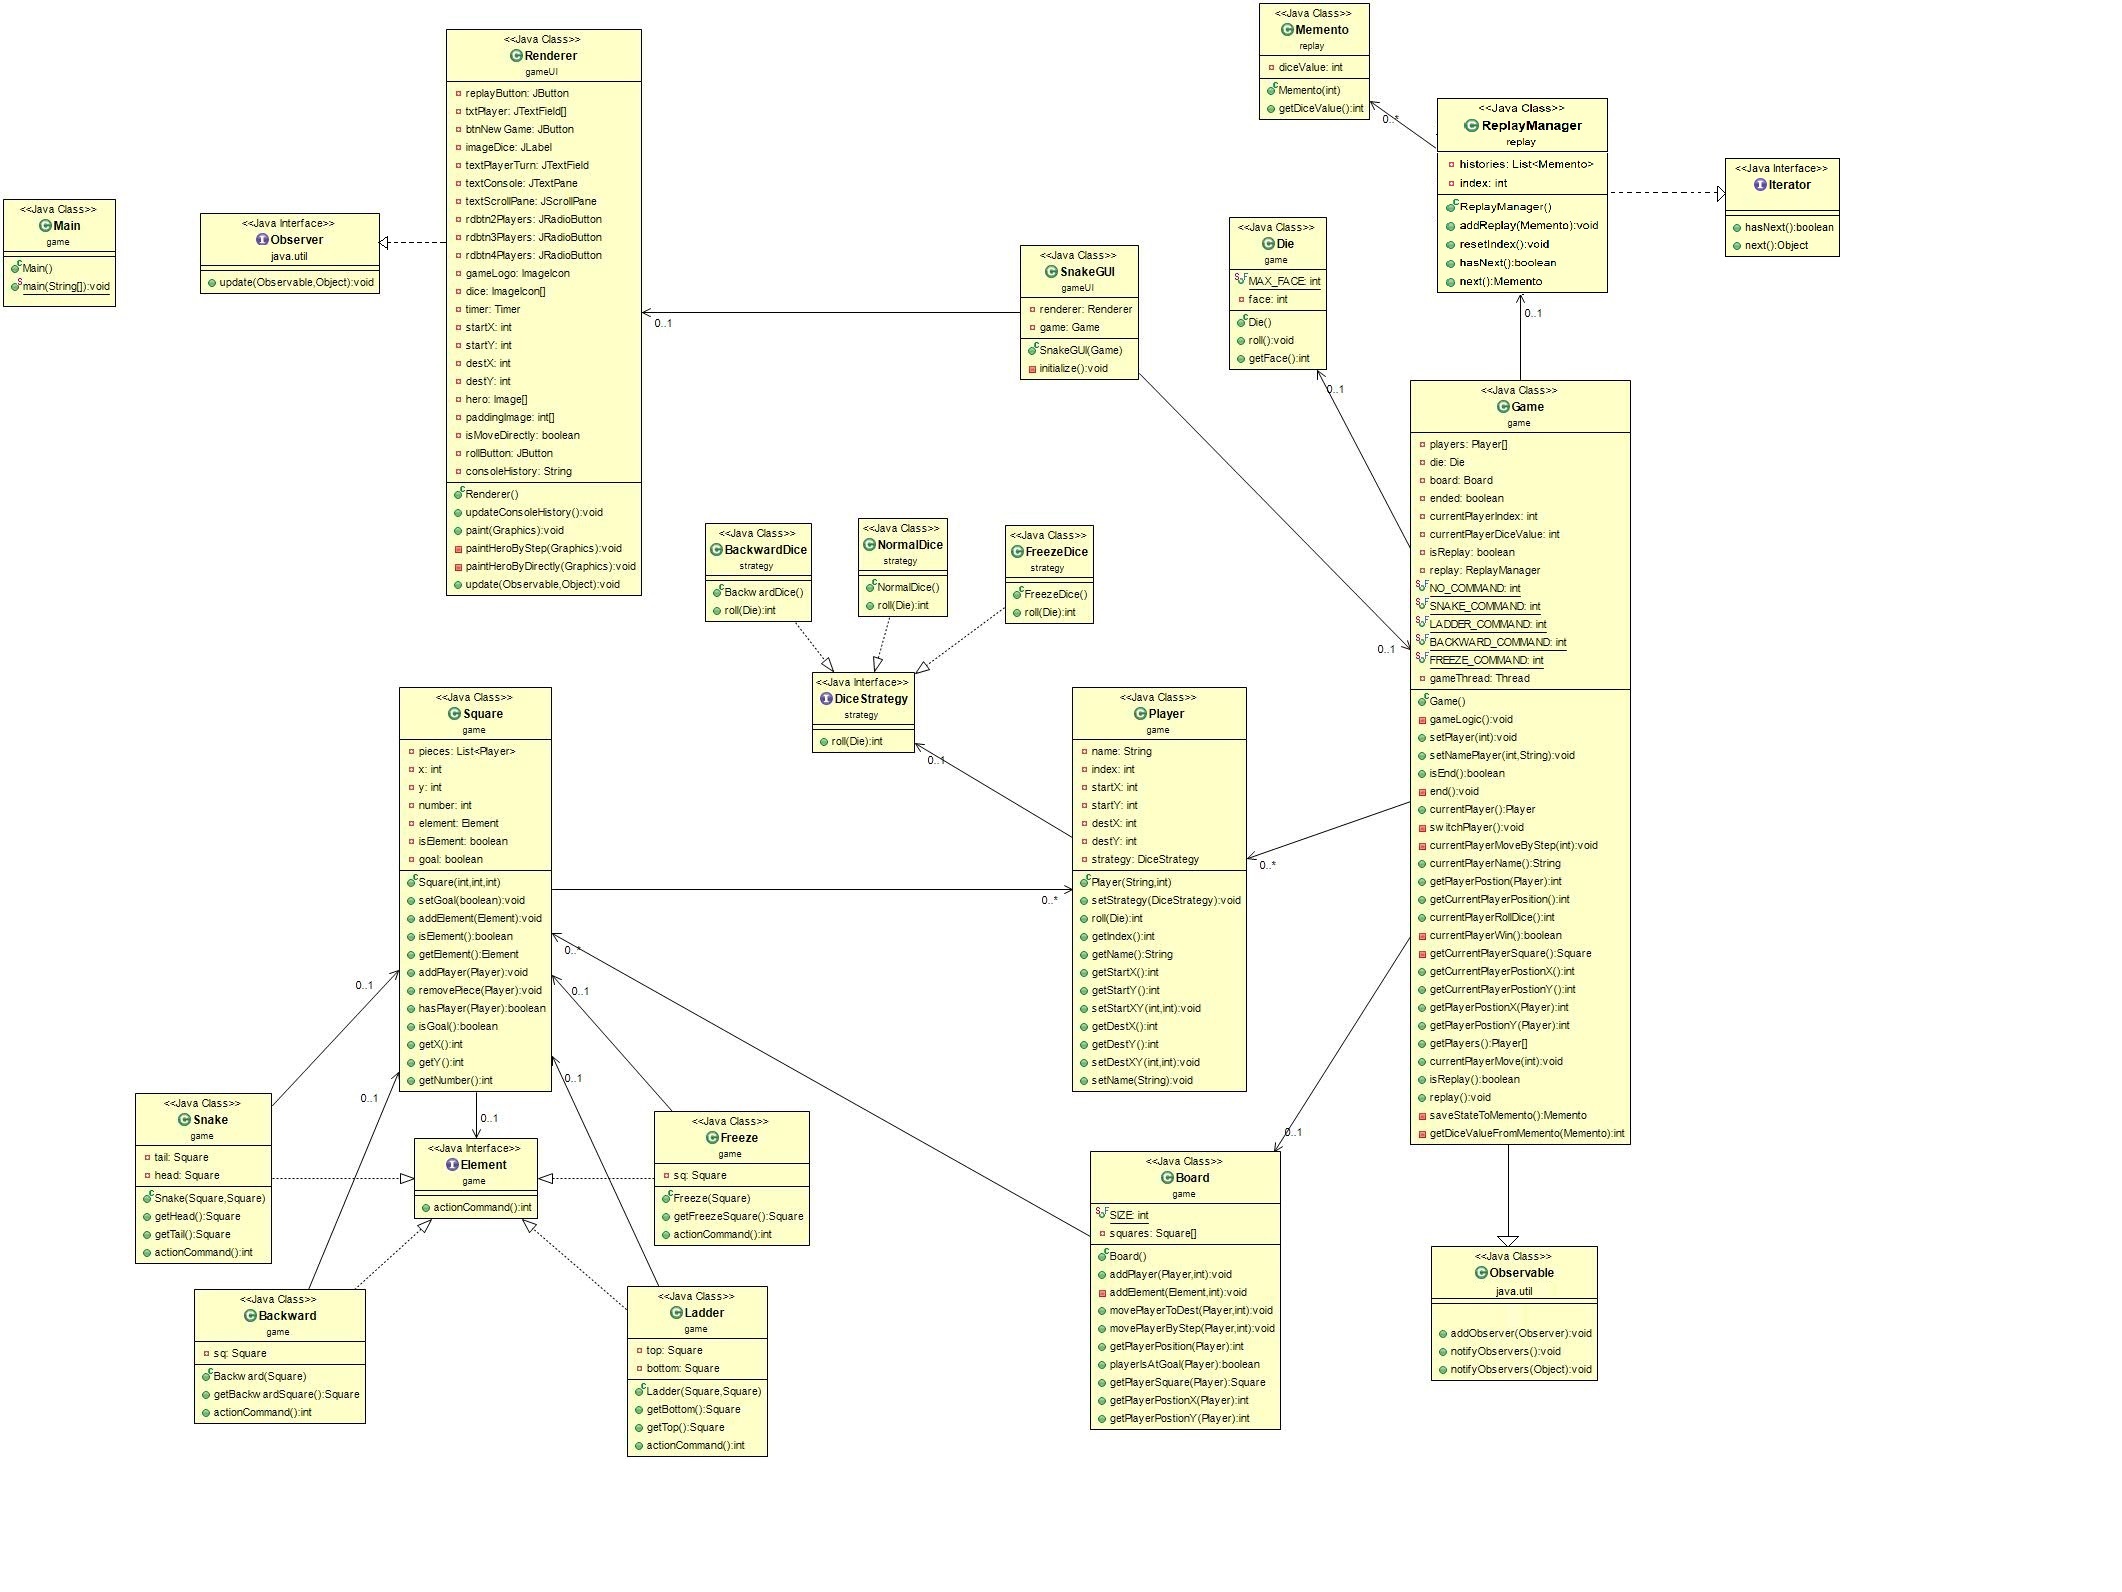 <<Java Class>>
Memento
replay
diceValue: int
Memento(int)
getDiceValue():int
0..*
<<Java Class>>
Renderer
gameUI
replayButton: JButton
txtPlayer: JTextField[]
btnNewGame: JButton
imageDice: JLabel
textPlayerTurn: JTextField
textConsole: JTextPane
textScrollPane: JScrollPane
rdbtn2Players: JRadioButton
rdbtn3Players: JRadioButton
rdbtn4Players: JRadioButton
gameLogo: ImageIcon
dice: ImageIcon[]
timer: Timer
startX: int
startY: int
destX: int
destY: int
hero: Image[]
paddingImage: int[]
isMoveDirectly: boolean
rollButton: JButton
consoleHistory: String
Renderer()
updateConsoleHistory():void
paint(Graphics):void
paintHeroByStep(Graphics):void
paintHeroByDirectly(Graphics):void
update(Observable,Object):void
<<Java Class>>
ReplayManager
replay
histories: List<Memento>
index: int
ReplayManager()
addReplay(Memento):void
resetIndex():void
hasNext():boolean
next():Memento
0..1
<<Java Interface>>
Iterator
hasNext():boolean
next():Object
<<Java Class>>
Main
game
Main()
main(String[]):void
<<Java Interface>>
Observer
java.util
update(Observable,Object):void
<<Java Class>>
SnakeGUI
gameUI
renderer: Renderer
game: Game
SnakeGUI(Game)
initialize():void
0..1
<<Java Class>>
Die
game
MAX_FACE: int
face: int
Die()
roll():void
getFace():int
0..1
<<Java Class>>
Game
game
players: Player[]
die: Die
board: Board
ended: boolean
currentPlayerIndex: int
currentPlayerDiceValue: int
isReplay: boolean
replay: ReplayManager
NO_COMMAND: int
SNAKE_COMMAND: int
LADDER_COMMAND: int
BACKWARD_COMMAND: int
FREEZE_COMMAND: int
gameThread: Thread
Game()
gameLogic():void
setPlayer(int):void
setNamePlayer(int,String):void
isEnd():boolean
end():void
currentPlayer():Player
switchPlayer():void
currentPlayerMoveByStep(int):void
currentPlayerName():String
getPlayerPostion(Player):int
getCurrentPlayerPosition():int
currentPlayerRollDice():int
currentPlayerWin():boolean
getCurrentPlayerSquare():Square
getCurrentPlayerPostionX():int
getCurrentPlayerPostionY():int
getPlayerPostionX(Player):int
getPlayerPostionY(Player):int
getPlayers():Player[]
currentPlayerMove(int):void
isReplay():boolean
replay():void
saveStateToMemento():Memento
getDiceValueFromMemento(Memento):int
0..1
<<Java Class>>
BackwardDice
strategy
BackwardDice()
roll(Die):int
<<Java Class>>
NormalDice
strategy
NormalDice()
roll(Die):int
<<Java Class>>
FreezeDice
strategy
FreezeDice()
roll(Die):int
<<Java Interface>>
DiceStrategy
strategy
roll(Die):int
0..1
<<Java Class>>
Square
game
pieces: List<Player>
x: int
y: int
number: int
element: Element
isElement: boolean
goal: boolean
Square(int,int,int)
setGoal(boolean):void
addElement(Element):void
isElement():boolean
getElement():Element
addPlayer(Player):void
removePiece(Player):void
hasPlayer(Player):boolean
isGoal():boolean
getX():int
getY():int
getNumber():int
<<Java Class>>
Player
game
name: String
index: int
startX: int
startY: int
destX: int
destY: int
strategy: DiceStrategy
Player(String,int)
setStrategy(DiceStrategy):void
roll(Die):int
getIndex():int
getName():String
getStartX():int
getStartY():int
setStartXY(int,int):void
getDestX():int
getDestY():int
setDestXY(int,int):void
setName(String):void
0..*
0..*
0..*
0..1
0..1
0..1
0..1
0..1
0..1
<<Java Class>>
Snake
game
tail: Square
head: Square
Snake(Square,Square)
getHead():Square
getTail():Square
actionCommand():int
<<Java Interface>>
Element
game
actionCommand():int
<<Java Class>>
Freeze
game
sq: Square
Freeze(Square)
getFreezeSquare():Square
actionCommand():int
<<Java Class>>
Backward
game
sq: Square
Backward(Square)
getBackwardSquare():Square
actionCommand():int
<<Java Class>>
Ladder
game
top: Square
bottom: Square
Ladder(Square,Square)
getBottom():Square
getTop():Square
actionCommand():int
<<Java Class>>
Board
game
SIZE: int
squares: Square[]
Board()
addPlayer(Player,int):void
addElement(Element,int):void
movePlayerToDest(Player,int):void
movePlayerByStep(Player,int):void
getPlayerPosition(Player):int
playerIsAtGoal(Player):boolean
getPlayerSquare(Player):Square
getPlayerPostionX(Player):int
getPlayerPostionY(Player):int
<<Java Class>>
Observable
java.util
addObserver(Observer):void
notifyObservers():void
notifyObservers(Object):void